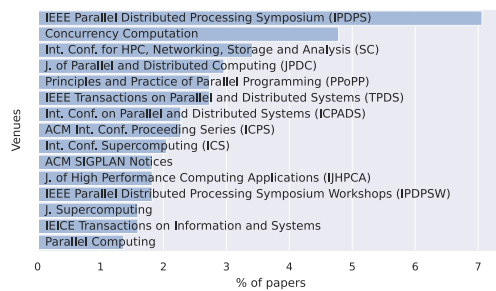 IEEE Parallel Distributed Processing Symposium (IPDPS)
Concurrency Computation
Int. Conf. for HPC, Networking, Storage and Analysis (SC)
J. of Parallel and Distributed Computing (JPDC)
Principles and Practice of Parallel Programming (PPoPP)
IEEE Transactions on Parallel and Distributed Systems (TPDS)
Int. Conf. on Parallel and Distributed Systems (ICPADS)
ACM Int. Conf. Proceeding Series (ICPS)
Int. Conf. Supercomputing (ICS)
ACM SIGPLAN Notices
J. of High Performance Computing Applications (IJHPCA)
IEEE Parallel Distributed Processing Symposium Workshops (IPDPSW)
J. Supercomputing
IEICE Transactions on Information and Systems
Parallel Computing
Venues
0 1 2 3 4 5 6 7
% of papers